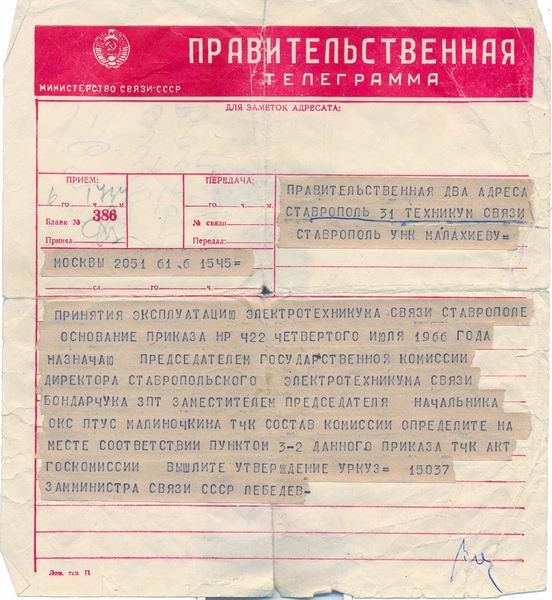 ПРАВИТЕЛЬСТВЕННАЯ
ТЕЛЕГРАММА
МИНИСТЕРСТВО СВЯЗИ СССР
ДЛЯ ЗАМЕТОК АДРЕСАТА:
ПРИЕМ:
го ч. м.
Бланк № 386
Принял
ПЕРЕДАЧА:
го ч. м.
№ связи
Передал:
ПРАВИТЕЛЬСТВЕННАЯ ДВА АДРЕСА
СТАВРОПОЛЬ 31 ТЕХНИКУМ СВЯЗИ
СТАВРОПОЛЬ УНК МАЛАХИЕВУ=
МОСКВЫ 2051 61 6 1545=
сл. го ч. м.
ПРИНЯТИЯ ЭКСПЛУАТАЦИЮ ЭЛЕКТРОТЕХНИКУМА СВЯЗИ СТАВРОПОЛЕ
ОСНОВАНИЕ ПРИКАЗА НР 422 ЧЕТВЕРТОГО ИЮЛЯ 1966 ГОДА
НАЗНАЧАЮ ПРЕДСЕДАТЕЛЕМ ГОСУДАРСТВЕННОЙ КОМИССИИ
ДИРЕКТОРА СТАВРОПОЛЬСКОГО ЭЛЕКТРОТЕХНИКУМА СВЯЗИ
БОНДАРЧУКА ЗПТ ЗАМЕСТИТЕЛЕМ ПРЕДСЕДАТЕЛЯ НАЧАЛЬНИКА
ОКС ПТУС МАЛИНОЧКИНА ТЧК СОСТАВ КОМИССИИ ОПРЕДЕЛИТЕ НА
МЕСТЕ СООТВЕТСТВИИ ПУНКТОМ 3-2 ДАННОГО ПРИКАЗА ТЧК АКТ
ГОСКОМИССИИ ВЫШЛИТЕ УТВЕРЖДЕНИЕ УРКУЗ= 15037
ЗАММИНИСТРА СВЯЗИ СССР ЛЕБЕДЕВ-